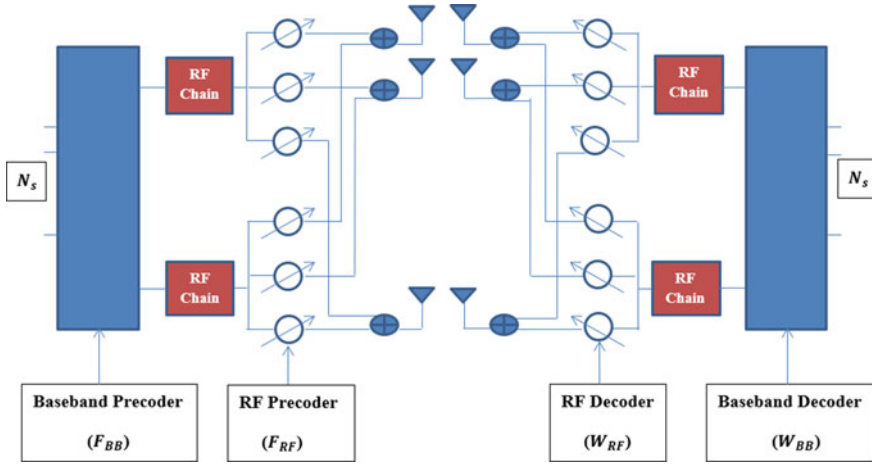 RF
Chain
RF
Chain
N_s
N_s
RF
Chain
RF
Chain
Baseband Precoder
(F_BB)
RF Precoder
(F_RF)
RF Decoder
(W_RF)
Baseband Decoder
(W_BB)